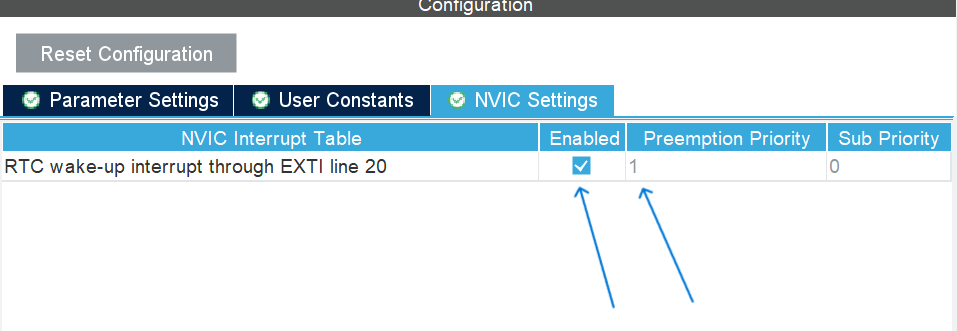 Configuration
Reset Configuration
Parameter Settings User Constants NVIC Settings
NVIC Interrupt Table Enabled Preemption Priority Sub Priority
RTC wake-up interrupt through EXTI line 20 1 0